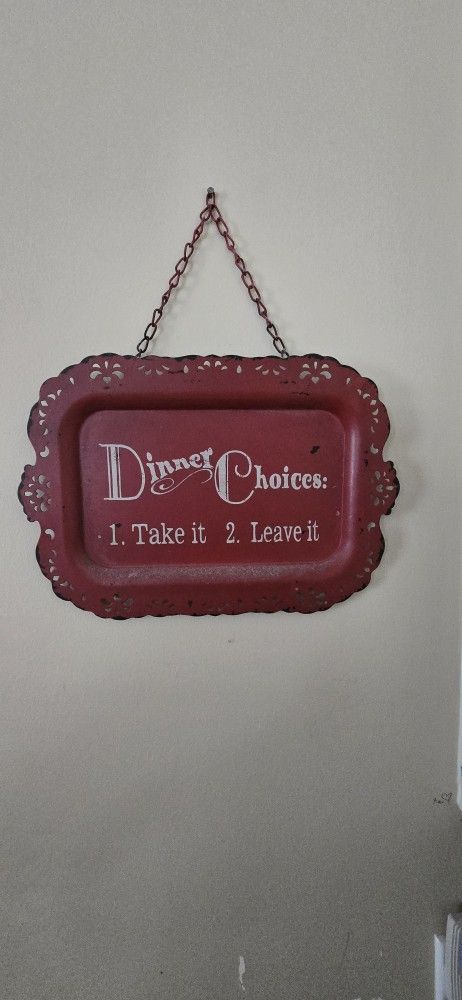 Dinner Choices:
1. Take it 2. Leave it